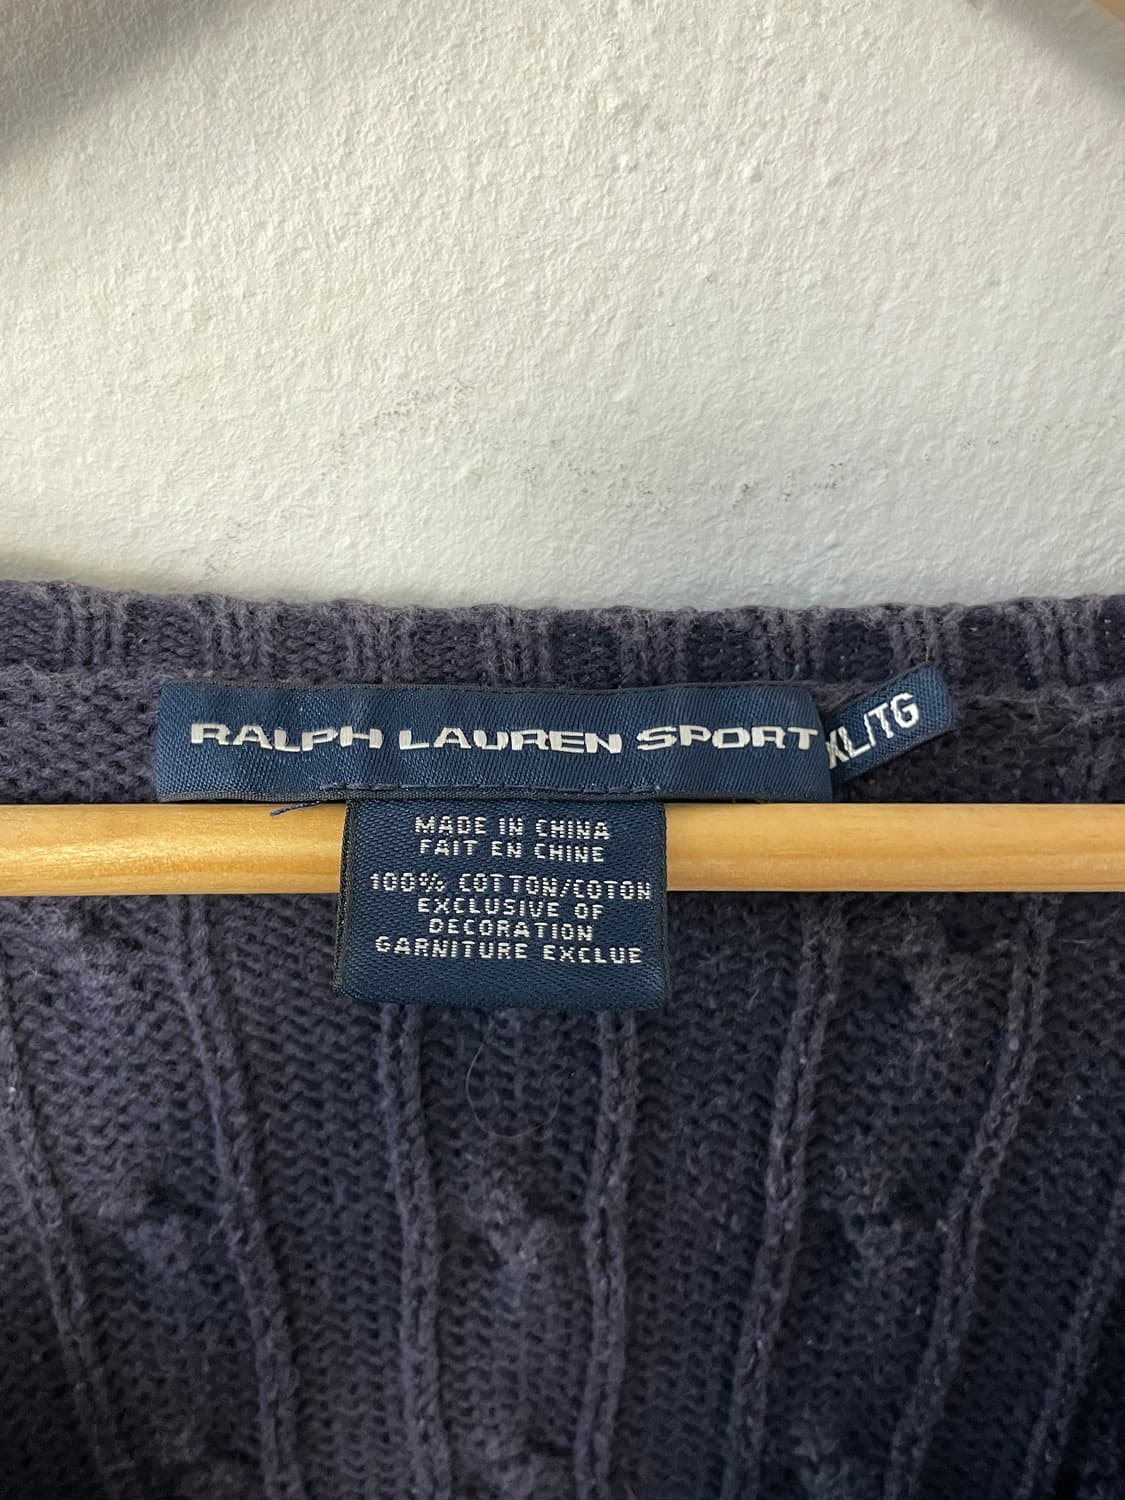 RALPH LAUREN SPORT
XL/TG
MADE IN CHINA
FAIT EN CHINE
100% COTTON/COTON
EXCLUSIVE OF
DECORATION
GARNITURE EXCLUE